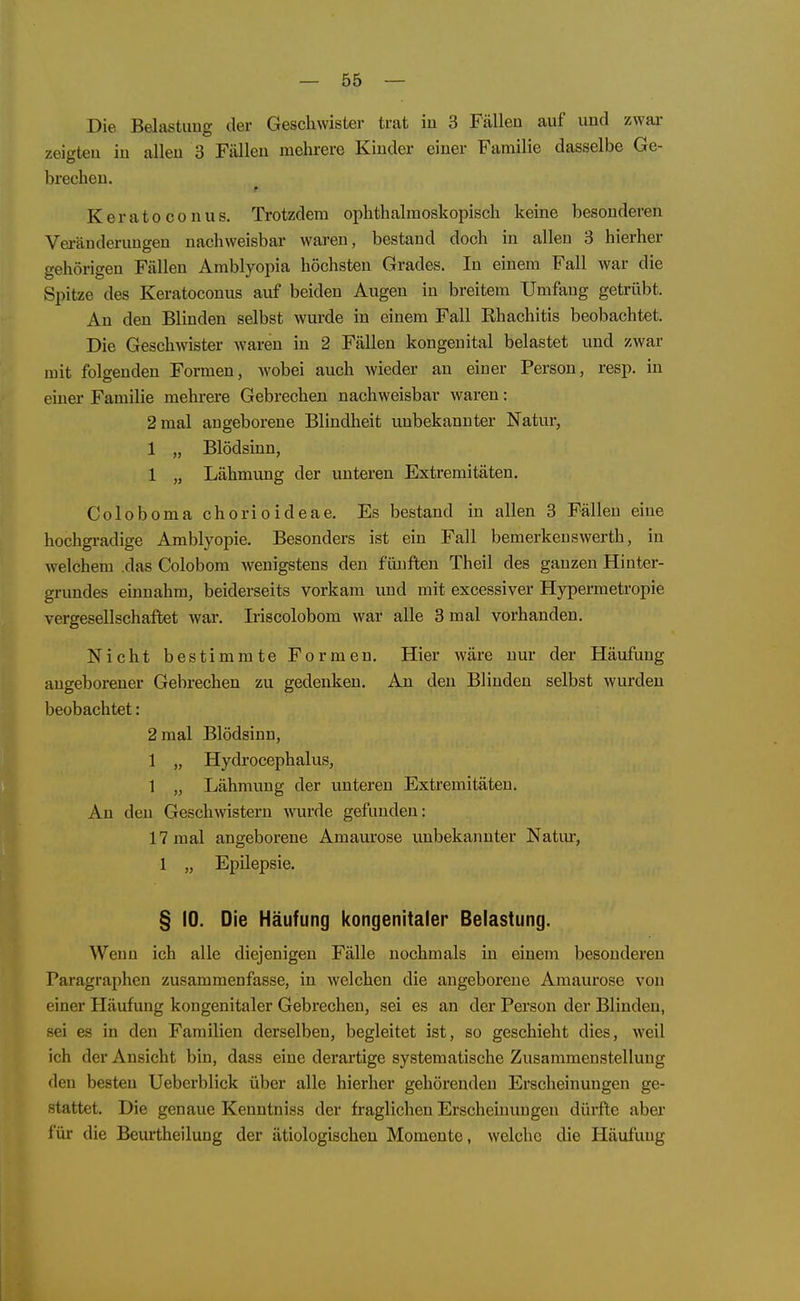 — 55 —
Die Belastung der Geschwister trat in 3 Fällen auf und zwar
zeigten in allen 3 Fällen mehrere Kinder einer Familie dasselbe Ge-
brechen.
Keratoconus. Trotzdem ophthalmoskopisch keine besonderen
Veränderungen nachweisbar waren, bestand doch in allen 3 hierher
gehörigen Fällen Amblyopia höchsten Grades. In einem Fall war die
Spitze des Keratoconus auf beiden Augen in breitem Umfang getrübt.
An den Blinden selbst wurde in einem Fall Rhachitis beobachtet.
Die Geschwister waren in 2 Fällen kongenital belastet und zwar
mit folgenden Formen, wobei auch wieder an einer Person, resp. in
einer Familie mehrere Gebrechen nachweisbar waren:
2 mal angeborene Blindheit unbekannter Natur,
1 „ Blödsinn,
1 „ Lähmung der unteren Extremitäten.
Coloboma chorioideae. Es bestand in allen 3 Fällen eine
hochgradige Amblyopie. Besonders ist ein Fall bemerkenswerth, in
welchem das Colobom wenigstens den fünften Theil des ganzen Hinter-
grundes einnahm, beiderseits vorkam und mit excessiver Hypermetropie
vergesellschaftet war. Iriscolobom war alle 3 mal vorhanden.
Nicht bestimmte Formen. Hier wäre nur der Häufung
angeborener Gebrechen zu gedenken. An den Blinden selbst wurden
beobachtet:
2 mal Blödsinn,
1 „ Hydrocephalus,
1 „ Lähmung der unteren Extremitäten.
An den Geschwistern wurde gefunden:
17 mal angeborene Amaurose unbekannter Natur,
1 „ Epilepsie.
§ 10. Die Häufung kongenitaler Belastung.
Wenn ich alle diejenigen Fälle nochmals in einem besonderen
Paragraphen zusammenfasse, in welchen die angeborene Amaurose von
einer Häufung kongenitaler Gebrechen, sei es an der Person der Blinden,
sei es in den Familien derselben, begleitet ist, so geschieht dies, weil
ich der Ansicht bin, dass eine derartige systematische Zusammenstellung
den besten Ueberblick über alle hierher gehörenden Erscheinungen ge-
stattet. Die genaue Kenntniss der fraglichen Erscheinungen dürfte aber
für die Beurtheilung der ätiologischen Momente, welche die Häufung